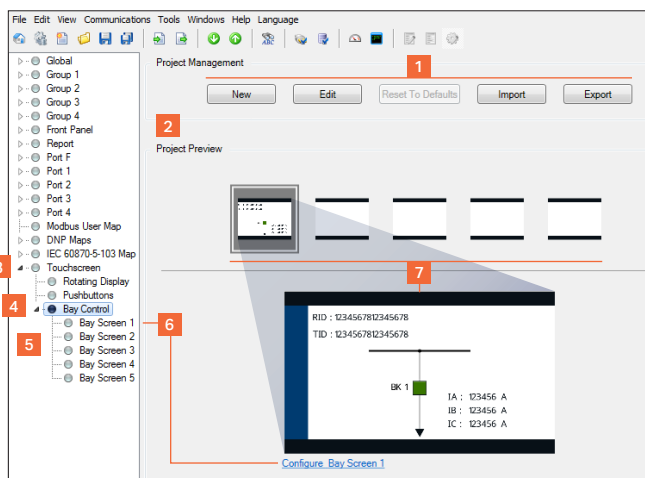 File Edit View Communications Tools Windows Help Language
ABC
Global
Group 1
Group 2
Group 3
Group 4
Front Panel
Report
Port F
Port 1
Port 2
Port 3
Port 4
Modbus User Map
DNP Maps
IEC 60870-5-103 Map
3
Touchscreen
Rotating Display
Pushbuttons
4
Bay Control
5
Bay Screen 1
Bay Screen 2
Bay Screen 3
Bay Screen 4
Bay Screen 5
Project Management
1
New Edit Reset To Defaults Import Export
2
Project Preview
7
6
RID : 1234567812345678
TID : 1234567812345678
BK 1
IA : 123456 A
IB : 123456 A
IC : 123456 A
Configure Bay Screen 1